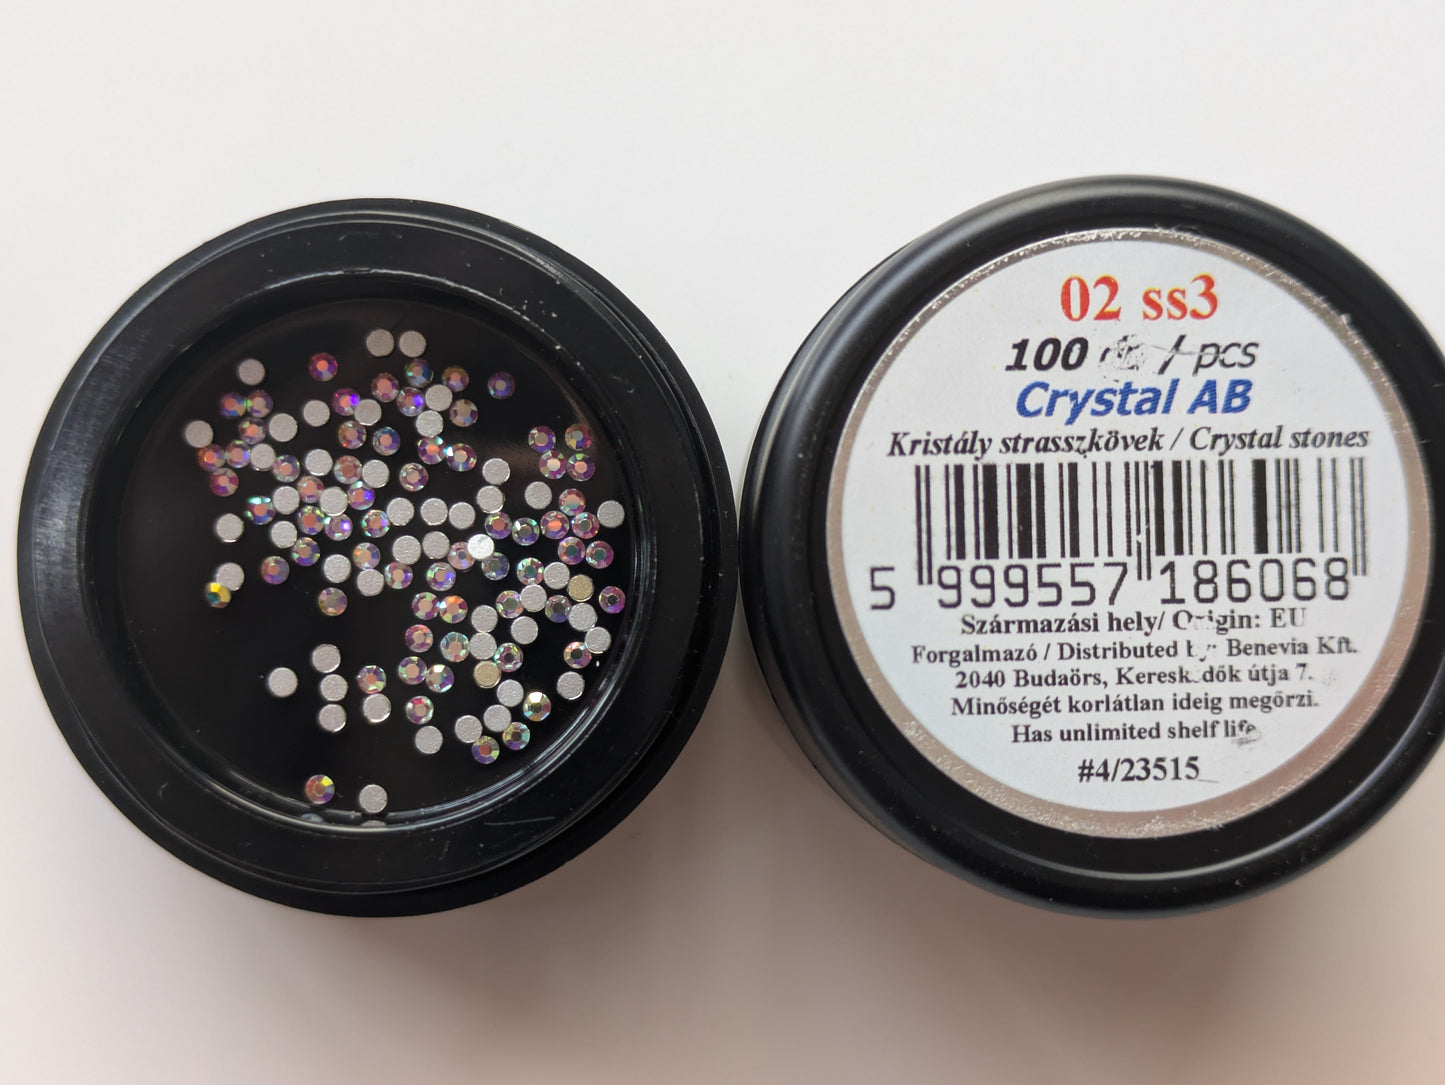 02 ss3
100 / pcs
Crystal AB
Kristály strasszkövek / Crystal stones
5 999557 186068
Származási hely/ Origin: EU
Forgalmazó / Distributed by: Benevia Kft.
2040 Budaörs, Kereskedők útja 7.
Minőségét korlátlan ideig megőrzi.
Has unlimited shelf life
#4/23515